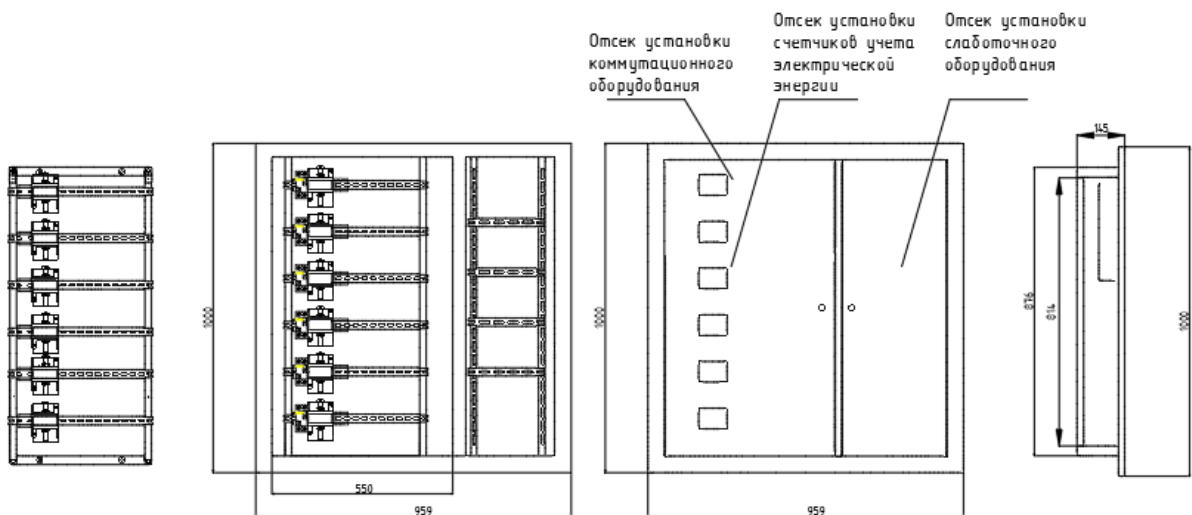 Отсек установки
коммутационного
оборудования
Отсек установки
счетчиков учета
электрической
энергии
Отсек установки
слаботочного
оборудования
1000
550
959
1000
959
145
876
814
1000